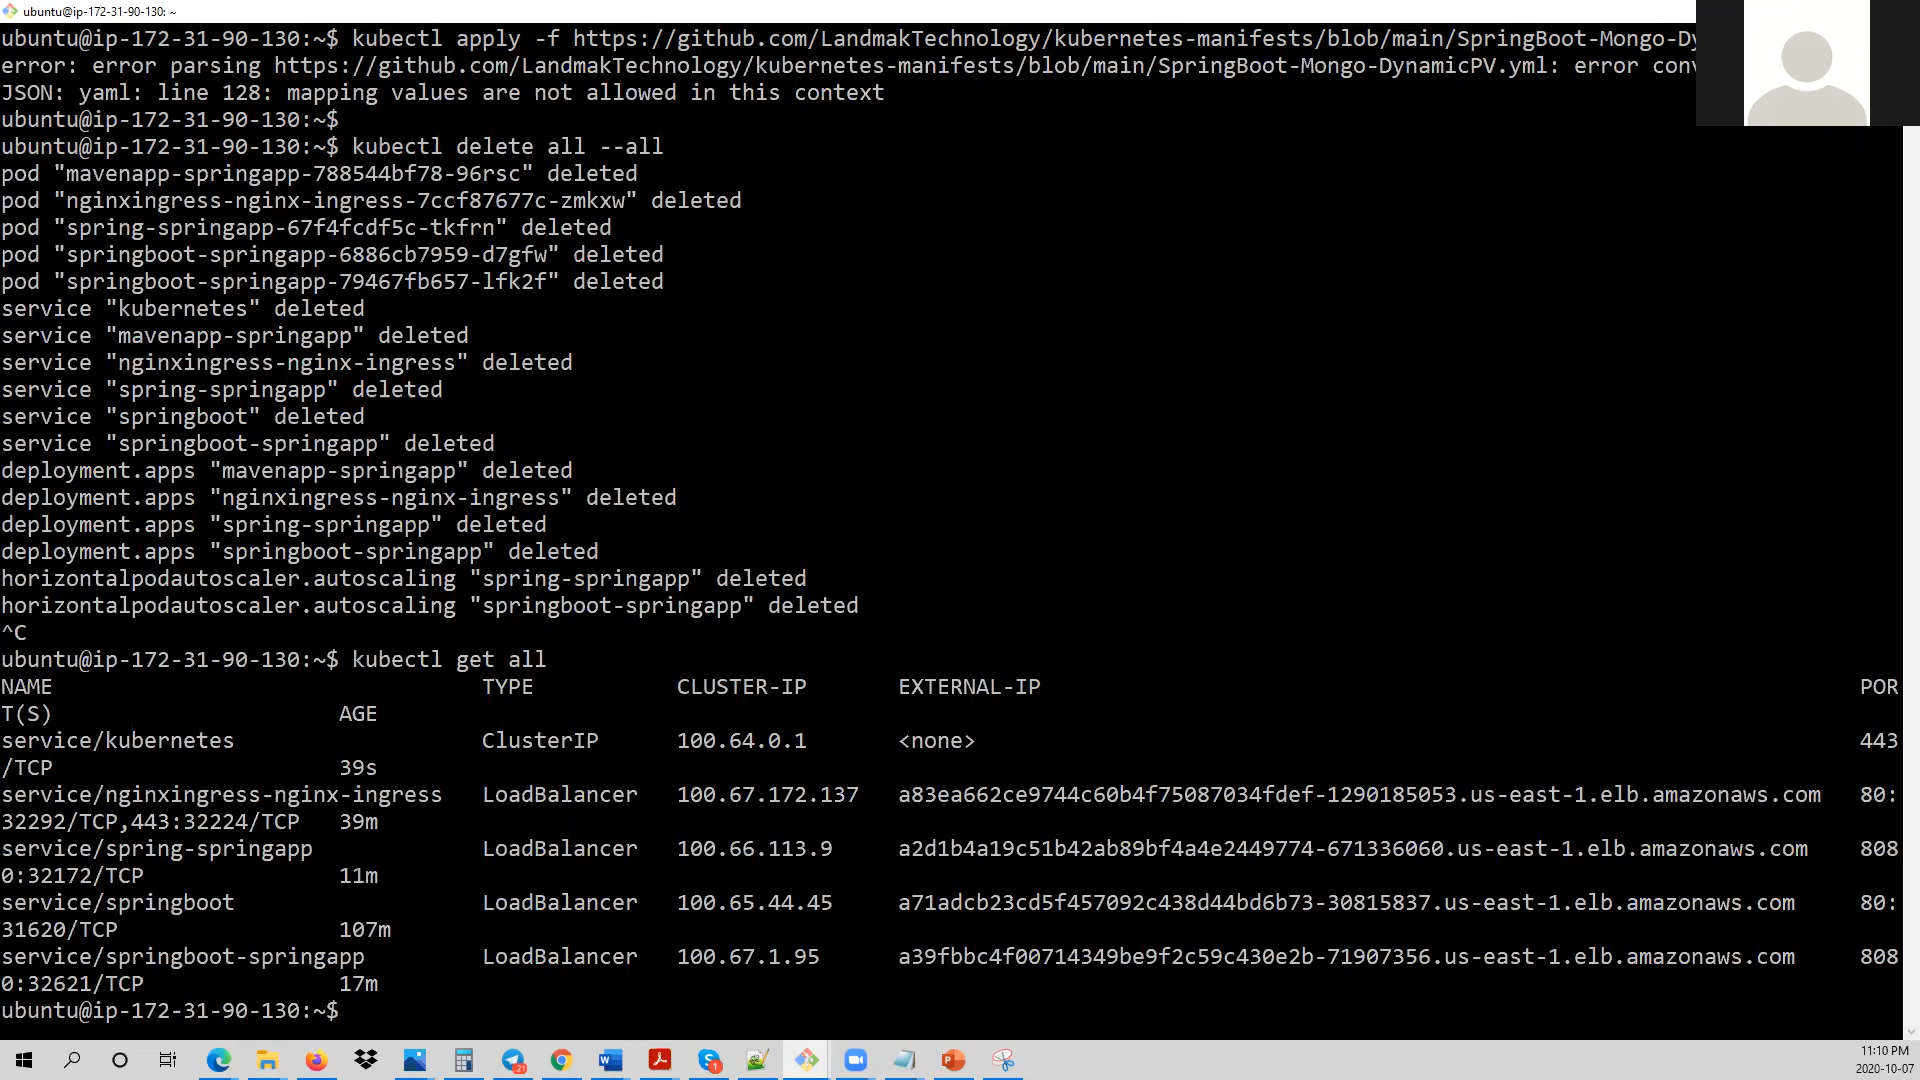 ubuntu@ip-172-31-90-130: ~
ubuntu@ip-172-31-90-130:~$ kubectl apply -f https://github.com/LandmakTechnology/kubernetes-manifests/blob/main/SpringBoot-Mongo-Dy
error: error parsing https://github.com/LandmakTechnology/kubernetes-manifests/blob/main/SpringBoot-Mongo-DynamicPV.yml: error conv
JSON: yaml: line 128: mapping values are not allowed in this context
ubuntu@ip-172-31-90-130:~$
ubuntu@ip-172-31-90-130:~$ kubectl delete all --all
pod "mavenapp-springapp-788544bf78-96rsc" deleted
pod "nginxingress-nginx-ingress-7ccf87677c-zmkxw" deleted
pod "spring-springapp-67f4fcdf5c-tkfrn" deleted
pod "springboot-springapp-6886cb7959-d7gfw" deleted
pod "springboot-springapp-79467fb657-lfk2f" deleted
service "kubernetes" deleted
service "mavenapp-springapp" deleted
service "nginxingress-nginx-ingress" deleted
service "spring-springapp" deleted
service "springboot" deleted
service "springboot-springapp" deleted
deployment.apps "mavenapp-springapp" deleted
deployment.apps "nginxingress-nginx-ingress" deleted
deployment.apps "spring-springapp" deleted
deployment.apps "springboot-springapp" deleted
horizontalpodautoscaler.autoscaling "spring-springapp" deleted
horizontalpodautoscaler.autoscaling "springboot-springapp" deleted
^C
ubuntu@ip-172-31-90-130:~$ kubectl get all
NAME TYPE CLUSTER-IP EXTERNAL-IP POR
T(S) AGE
service/kubernetes ClusterIP 100.64.0.1 <none> 443
/TCP 39s
service/nginxingress-nginx-ingress LoadBalancer 100.67.172.137 a83ea662ce9744c60b4f75087034fdef-1290185053.us-east-1.elb.amazonaws.com 80:
32292/TCP,443:32224/TCP 39m
service/spring-springapp LoadBalancer 100.66.113.9 a2d1b4a19c51b42ab89bf4a4e2449774-671336060.us-east-1.elb.amazonaws.com 808
0:32172/TCP 11m
service/springboot LoadBalancer 100.65.44.45 a71adcb23cd5f457092c438d44bd6b73-30815837.us-east-1.elb.amazonaws.com 80:
31620/TCP 107m
service/springboot-springapp LoadBalancer 100.67.1.95 a39fbbc4f00714349be9f2c59c430e2b-71907356.us-east-1.elb.amazonaws.com 808
0:32621/TCP 17m
ubuntu@ip-172-31-90-130:~$
11:10 PM
2020-10-07